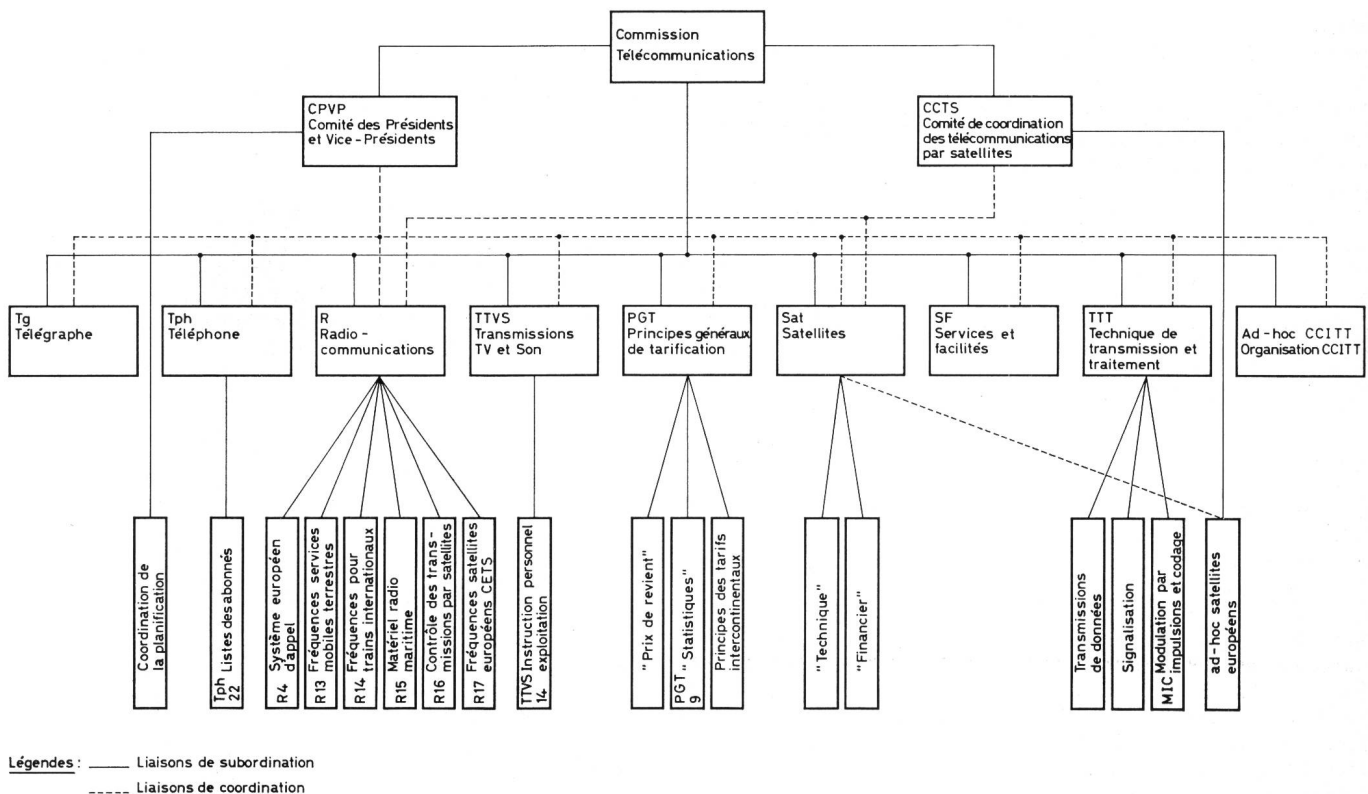 Commission
Télécommunications
CPVP
Comité des Présidents
et Vice-Présidents
CCTS
Comité de coordination
des télécommunications
par satellites
Tg
Télégraphe
Tph
Téléphone
R
Radio-
communications
TTVS
Transmissions
TV et Son
PGT
Principes généraux
de tarification
Sat
Satellites
SF
Services et
facilités
TTT
Technique de
transmission et
traitement
Ad-hoc CCITT
Organisation CCITT
Coordination de
la planification
Tph Listes des abonnés
22
R4 Système européen
d'appel
R13 Fréquences services
mobiles terrestres
R14 Fréquences pour
trains internationaux
R15 Matériel radio
maritime
R16 Contrôle des trans-
missions par satellites
R17 Fréquences satellites
européens CETS
TTVS Instruction personnel
14 exploitation
"Prix de revient"
PGT "Statistiques"
9
Principes des tarifs
intercontinentaux
"Technique"
"Financier"
Transmissions
de données
Signalisation
MIC Modulation par
impulsions et codage
ad-hoc satellites
européens
Légendes : Liaisons de subordination
Liaisons de coordination